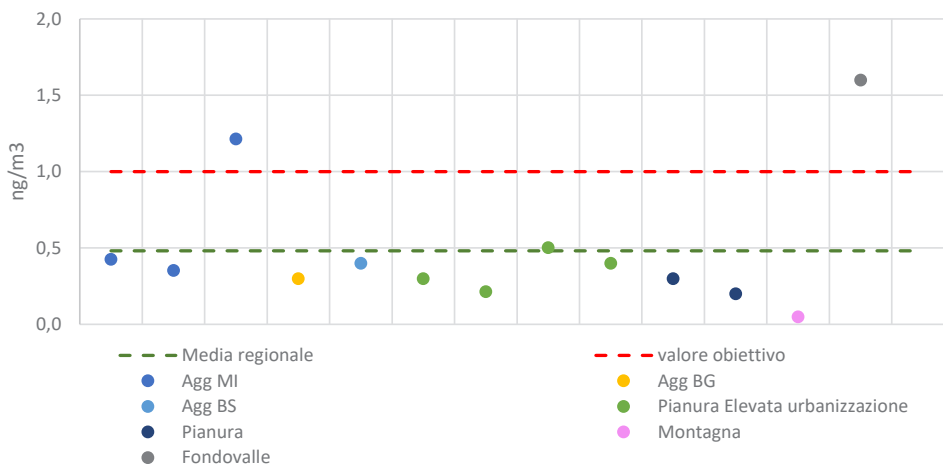 2,0
1,5
1,0
0,5
0,0
ng/m3
Media regionale
valore obiettivo
Agg MI
Agg BG
Agg BS
Pianura Elevata urbanizzazione
Pianura
Montagna
Fondovalle